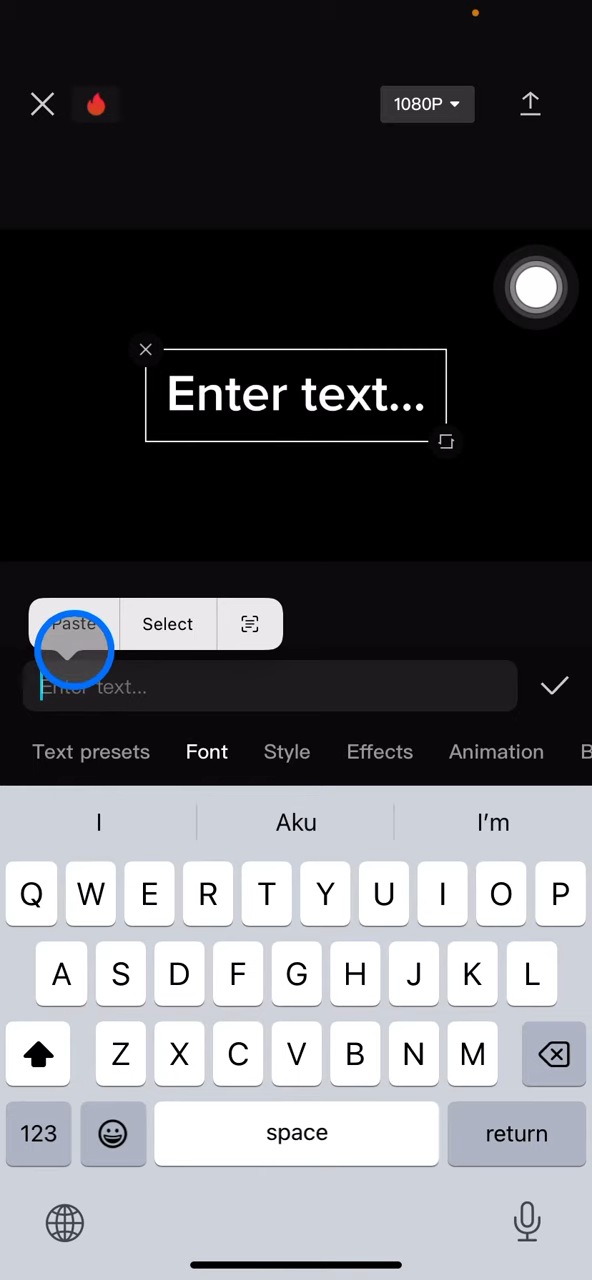 1080P
Enter text...
Paste Select
Enter text...
Text presets Font Style Effects Animation B
I Aku I'm
Q W E R T Y U I O P
A S D F G H J K L
Z X C V B N M
123 space return